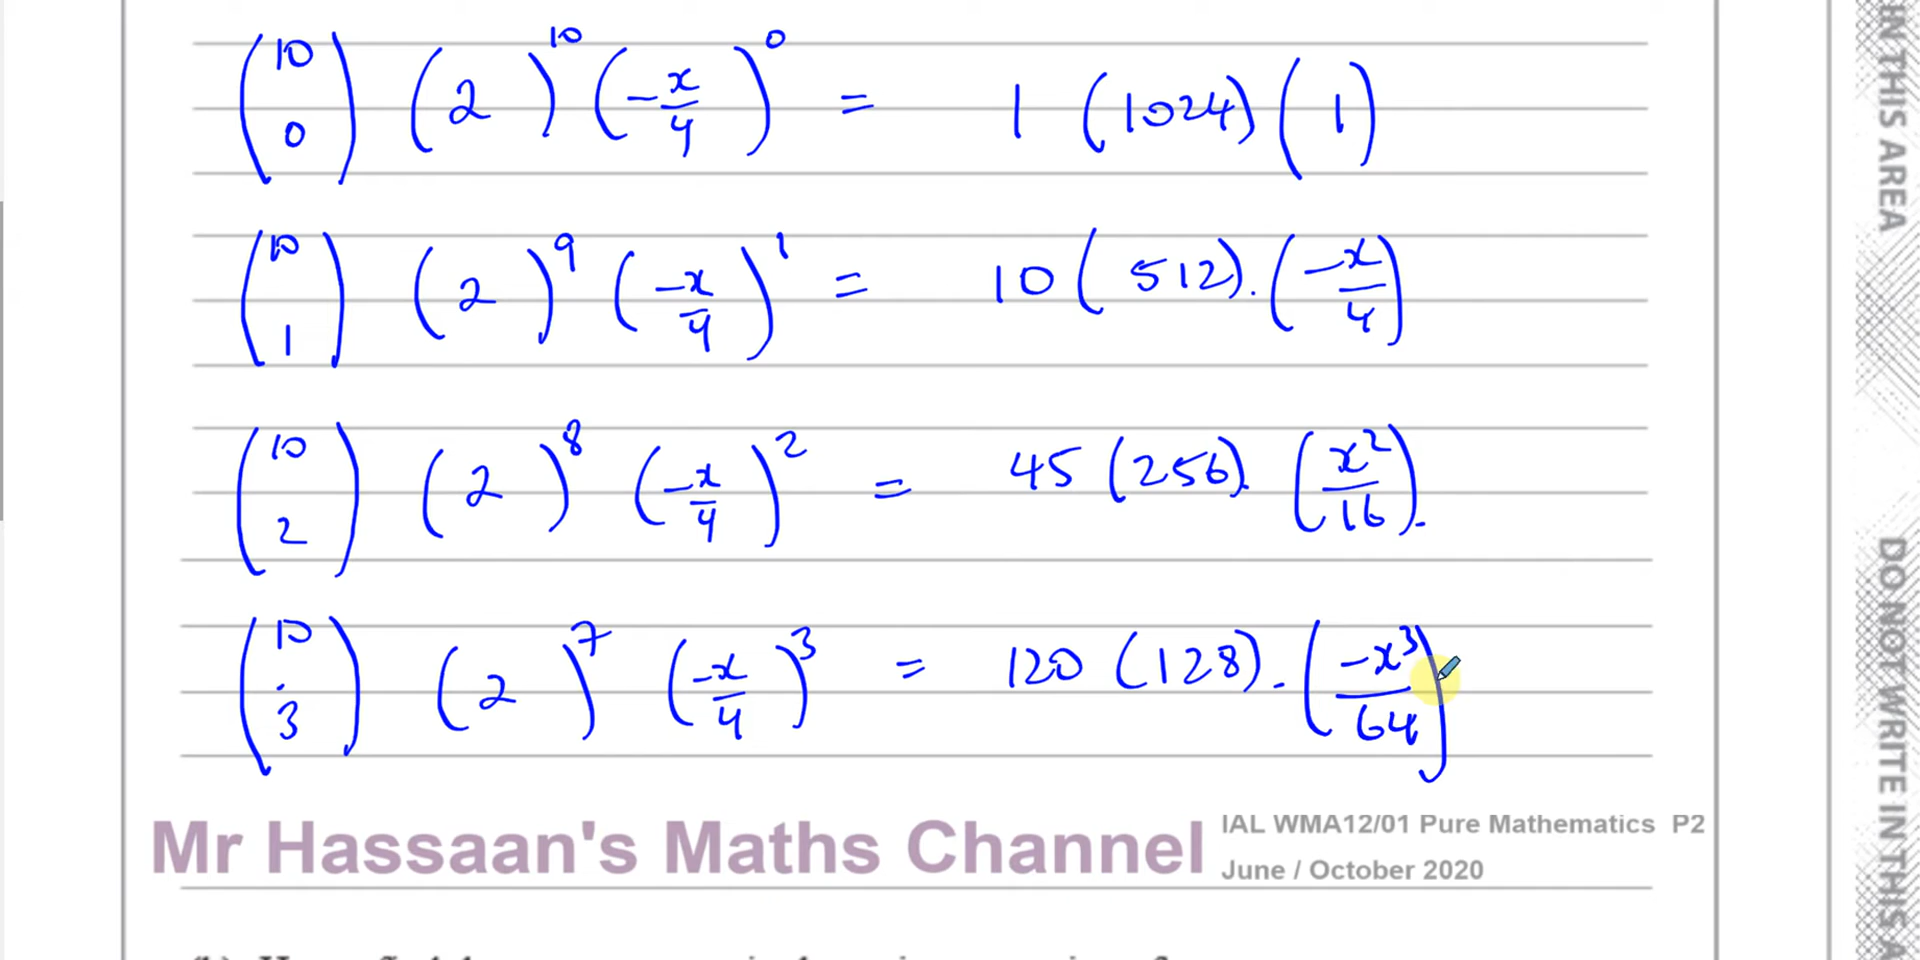 (10 0) (2)^10 (-x/4)^0 = 1 (1024) (1)
(10 1) (2)^9 (-x/4)^1 = 10 (512). (-x/4)
(10 2) (2)^8 (-x/4)^2 = 45 (256). (x^2/16).
(10 3) (2)^7 (-x/4)^3 = 120 (128). (-x^3/64)
Mr Hassaan's Maths Channel
IAL WMA12/01 Pure Mathematics P2
June / October 2020
IN THIS AREA
DO NOT WRITE IN THIS A